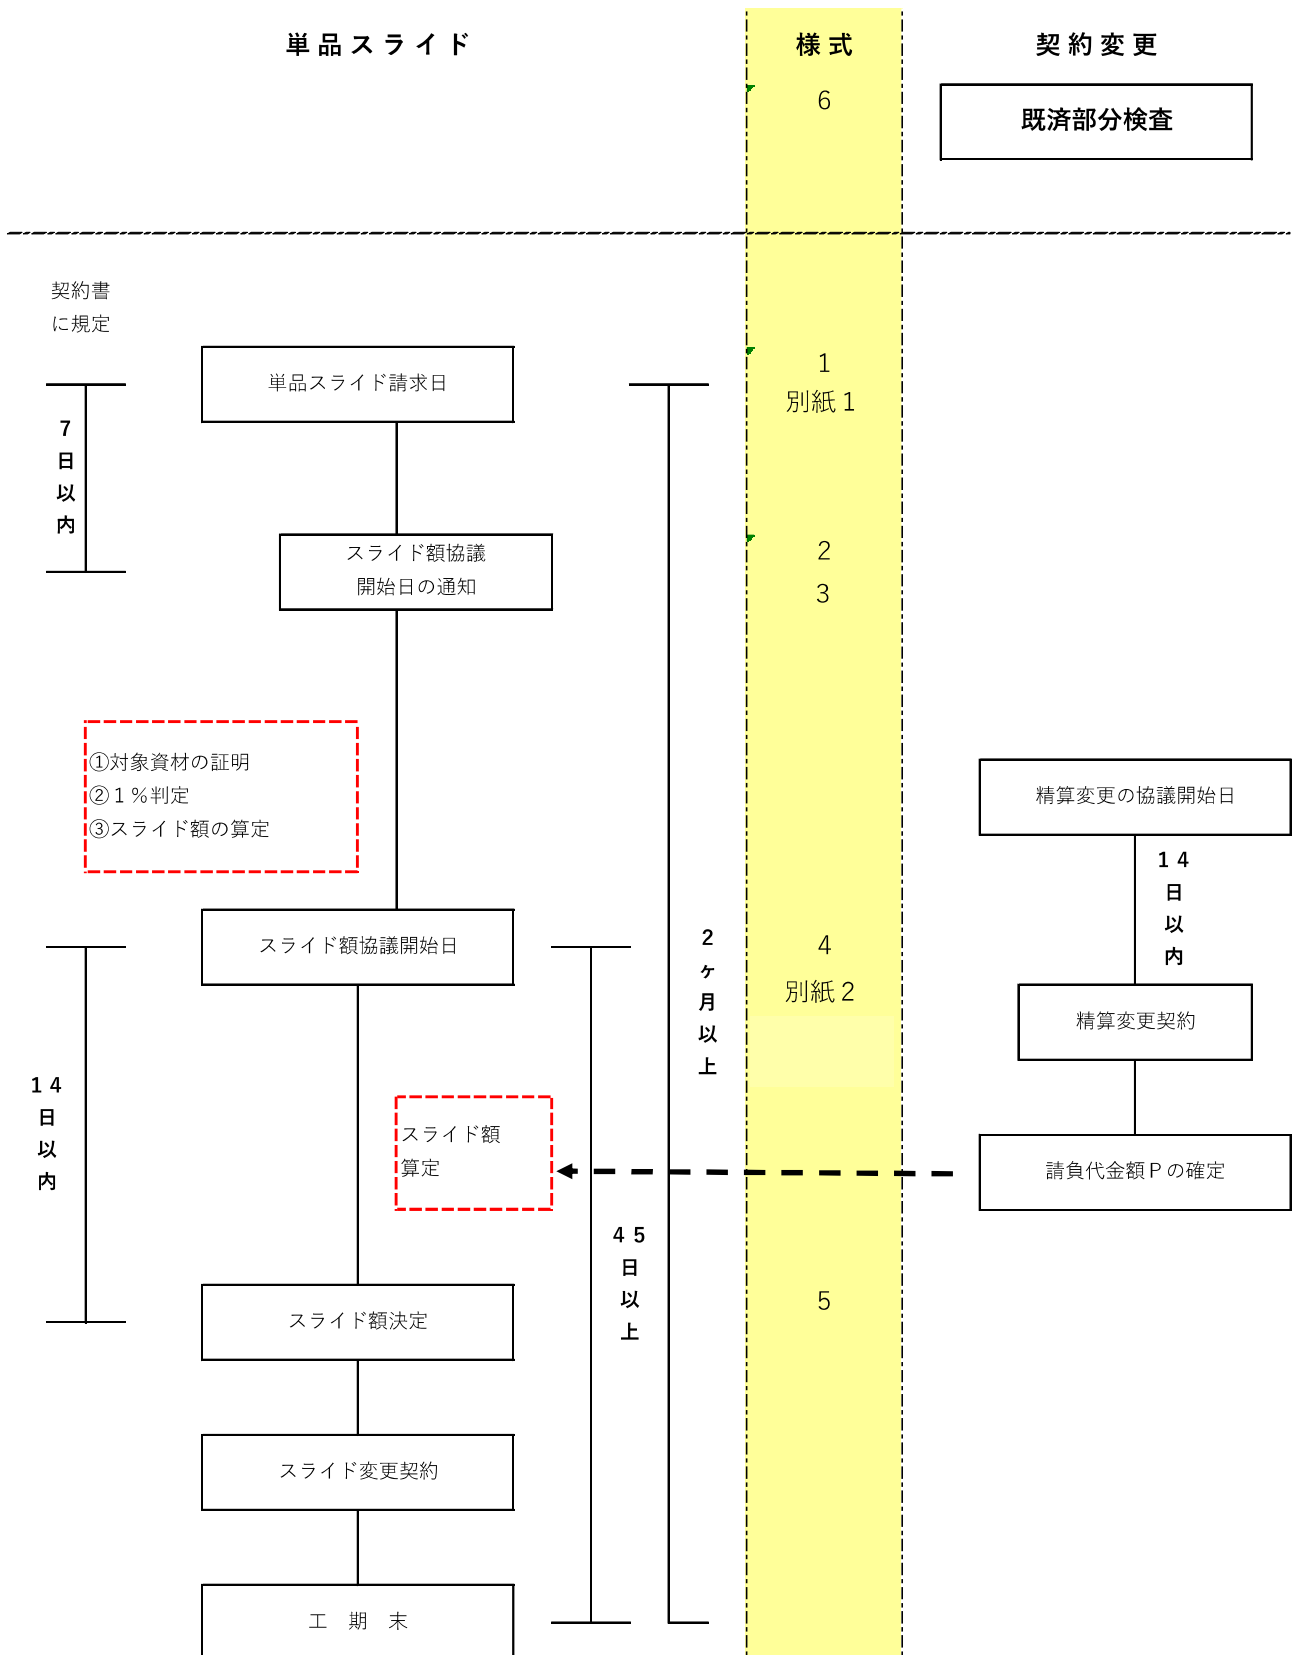 単品スライド
様式
契約変更
6
既済部分検査
契約書
に規定
単品スライド請求日
1
別紙1
7日以内
スライド額協議
開始日の通知
2
3
①対象資材の証明
②1%判定
③スライド額の算定
精算変更の協議開始日
14日以内
スライド額協議開始日
4
別紙2
2ヶ月以上
精算変更契約
14日以内
スライド額
算定
請負代金額Pの確定
45日以上
5
スライド額決定
スライド変更契約
工 期 末